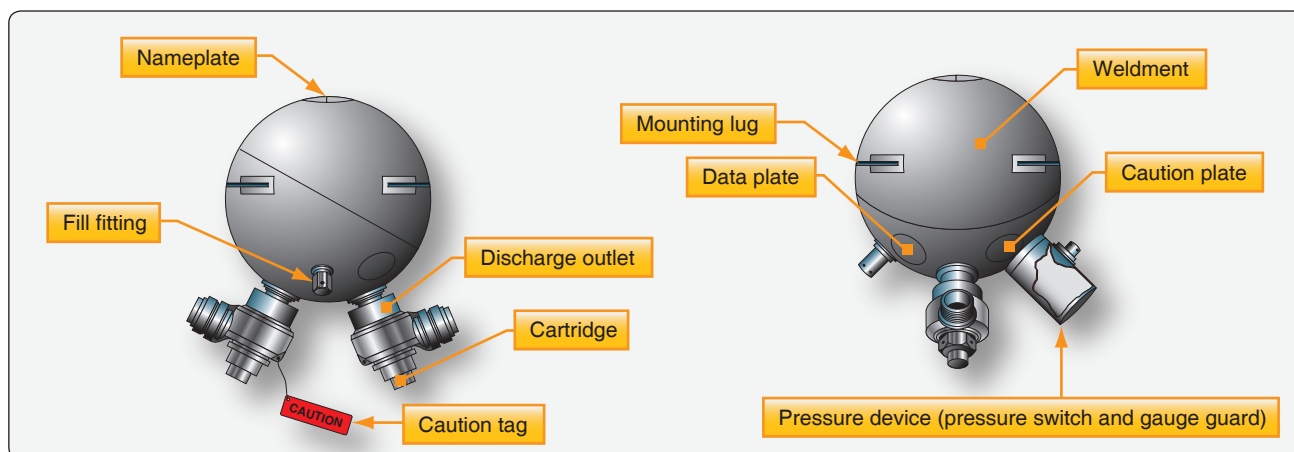 Nameplate
Fill fitting
Discharge outlet
Cartridge
CAUTION
Caution tag
Weldment
Mounting lug
Data plate
Caution plate
Pressure device (pressure switch and gauge guard)